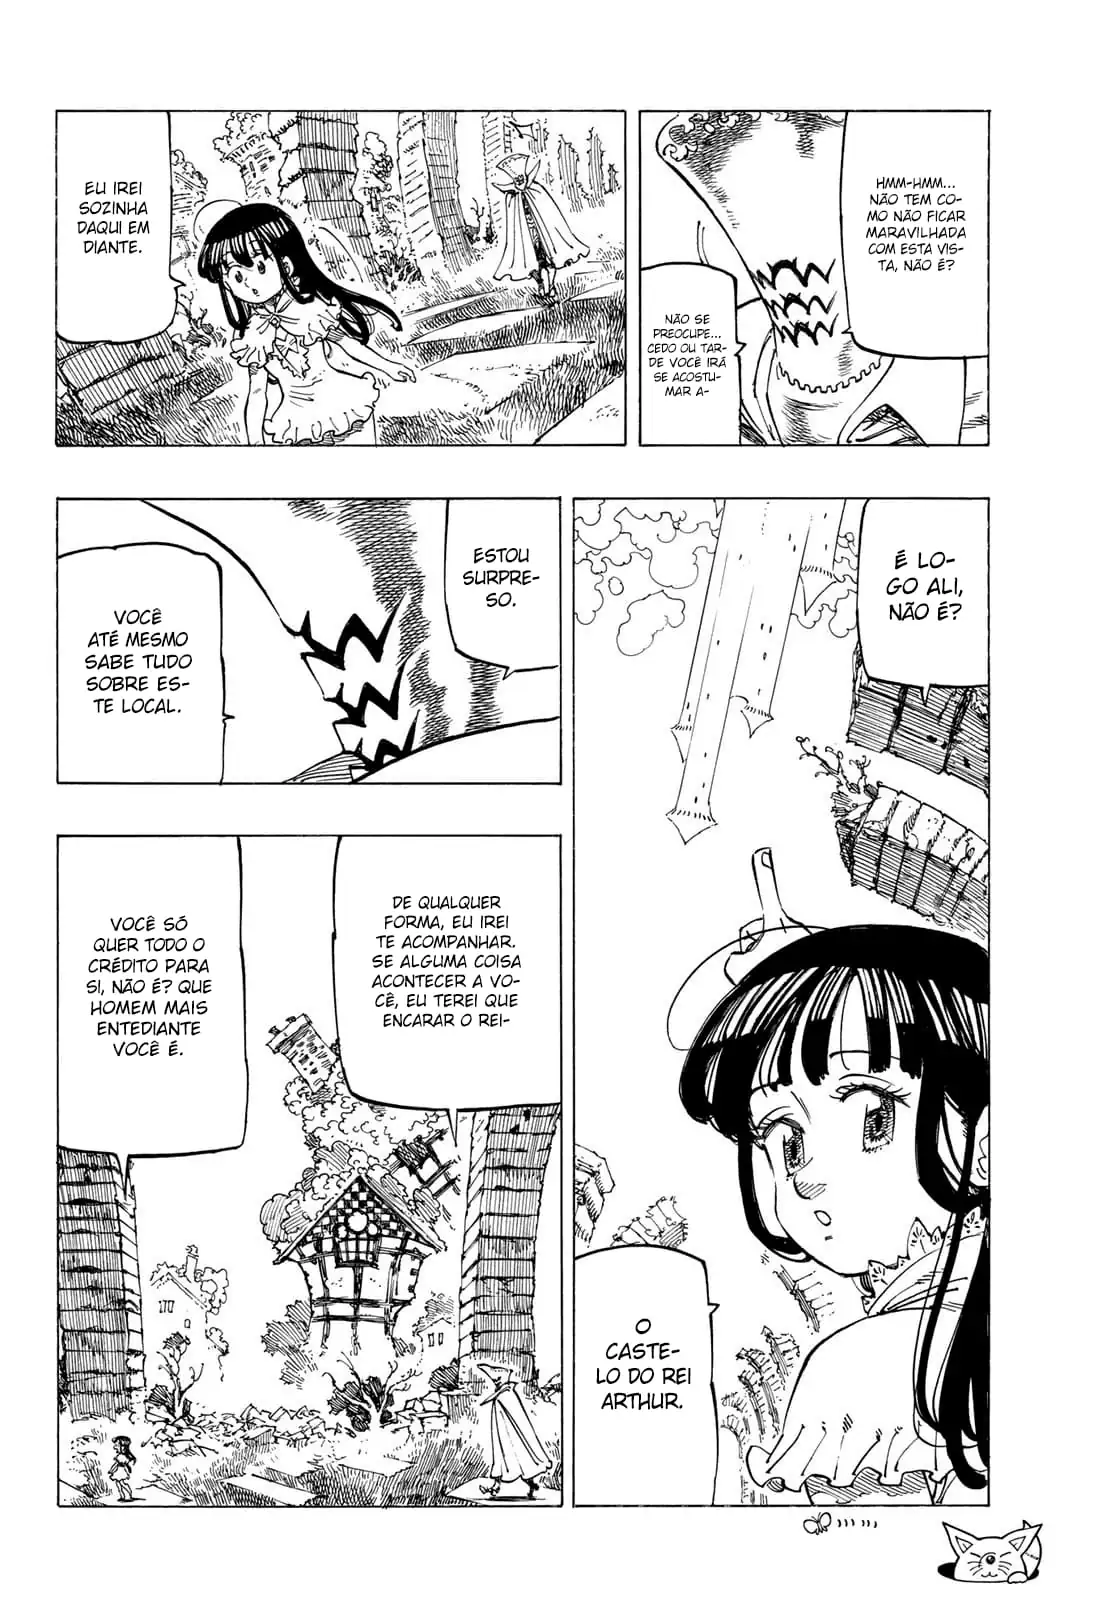 HMM-HMM...
NÃO TEM CO-
MO NÃO FICAR
MARAVILHADA
COM ESTA VIS-
TA, NÃO É?
NÃO SE
PREOCUPE...
CEDO OU TAR-
DE VOCÊ IRÁ
SE ACOSTU-
MAR A-
EU IREI
SOZINHA
DAQUI EM
DIANTE.
É LO-
GO ALI,
NÃO É?
O
CASTE-
LO DO REI
ARTHUR.
ESTOU
SURPRE-
SO.
VOCÊ
ATÉ MESMO
SABE TUDO
SOBRE ES-
TE LOCAL.
DE QUALQUER
FORMA, EU IREI
TE ACOMPANHAR.
SE ALGUMA COISA
ACONTECER A VO-
CÊ, EU TEREI QUE
ENCARAR O REI-
VOCÊ SÓ
QUER TODO O
CRÉDITO PARA
SI, NÃO É? QUE
HOMEM MAIS
ENTEDIANTE
VOCÊ É.